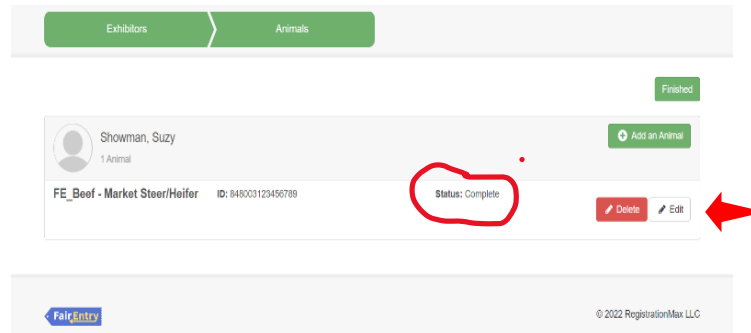 Exhibitors Animals
Finished
Showman, Suzy
1 Animal
Add an Animal
FE_Beef - Market Steer/Heifer ID: 848003123456789 Status: Complete
Delete Edit
FairEntry © 2022 RegistrationMax LLC